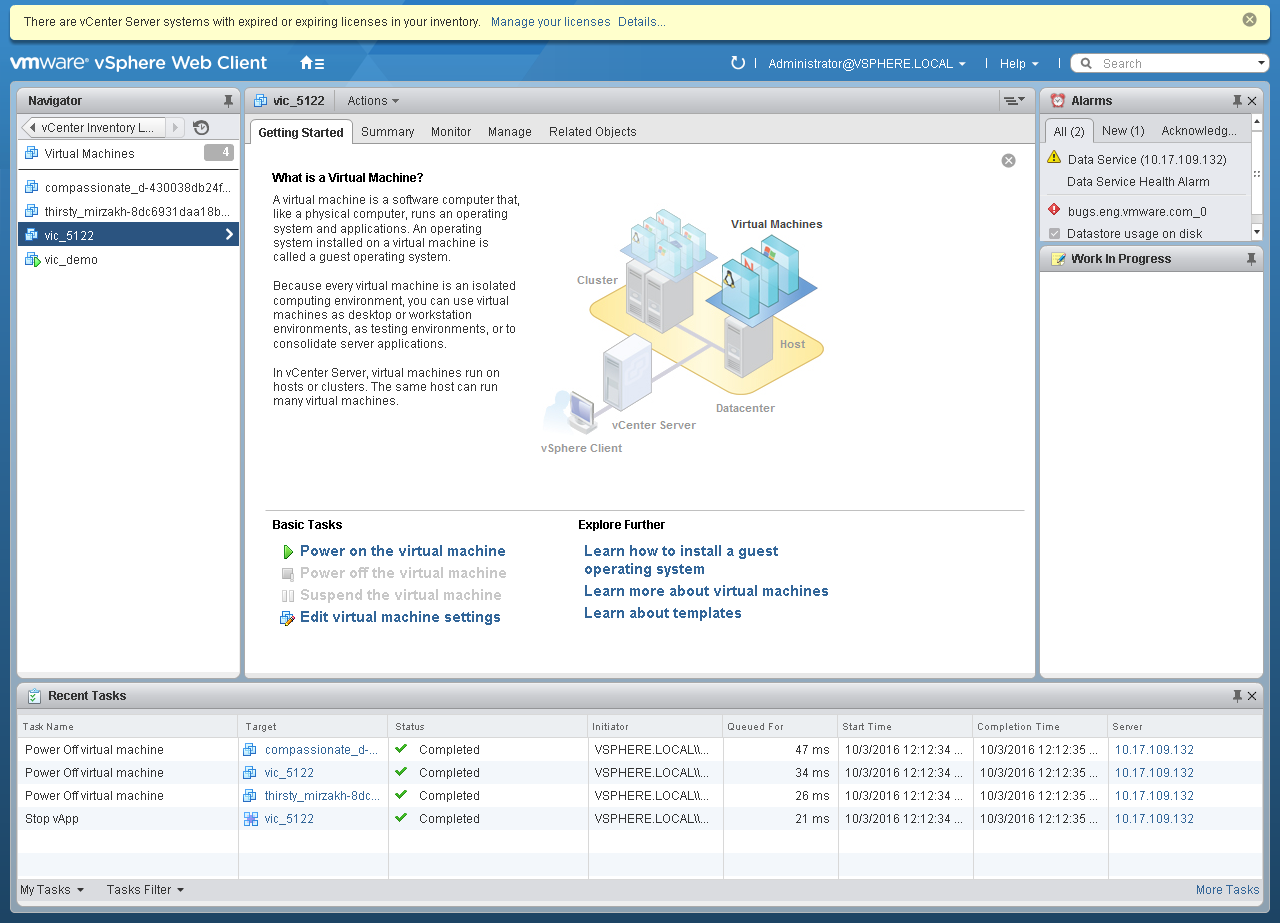 There are vCenter Server systems with expired or expiring licenses in your inventory. Manage your licenses Details...
vmware® vSphere Web Client
Administrator@VSPHERE.LOCAL
Help
Search
Navigator
vCenter Inventory L...
Virtual Machines 4
compassionate_d-430038db24f...
thirsty_mirzakh-8dc6931daa18b...
vic_5122
vic_demo
vic_5122 Actions
Getting Started Summary Monitor Manage Related Objects
What is a Virtual Machine?
A virtual machine is a software computer that,
like a physical computer, runs an operating
system and applications. An operating
system installed on a virtual machine is
called a guest operating system.
Because every virtual machine is an isolated
computing environment, you can use virtual
machines as desktop or workstation
environments, as testing environments, or to
consolidate server applications.
In vCenter Server, virtual machines run on
hosts or clusters. The same host can run
many virtual machines.
Virtual Machines
Cluster
Host
Datacenter
vCenter Server
vSphere Client
Basic Tasks
Power on the virtual machine
Power off the virtual machine
Suspend the virtual machine
Edit virtual machine settings
Explore Further
Learn how to install a guest
operating system
Learn more about virtual machines
Learn about templates
Alarms
All (2) New (1) Acknowledg...
Data Service (10.17.109.132)
Data Service Health Alarm
bugs.eng.vmware.com_0
Datastore usage on disk
Work In Progress
Recent Tasks
Task Name Target Status Initiator Queued For Start Time Completion Time Server
Power Off virtual machine compassionate_d-... Completed VSPHERE.LOCAL\\... 47 ms 10/3/2016 12:12:34 ... 10/3/2016 12:12:35 ... 10.17.109.132
Power Off virtual machine vic_5122 Completed VSPHERE.LOCAL\\... 34 ms 10/3/2016 12:12:34 ... 10/3/2016 12:12:35 ... 10.17.109.132
Power Off virtual machine thirsty_mirzakh-8dc... Completed VSPHERE.LOCAL\\... 26 ms 10/3/2016 12:12:34 ... 10/3/2016 12:12:35 ... 10.17.109.132
Stop vApp vic_5122 Completed VSPHERE.LOCAL\\... 21 ms 10/3/2016 12:12:34 ... 10/3/2016 12:12:35 ... 10.17.109.132
My Tasks Tasks Filter More Tasks